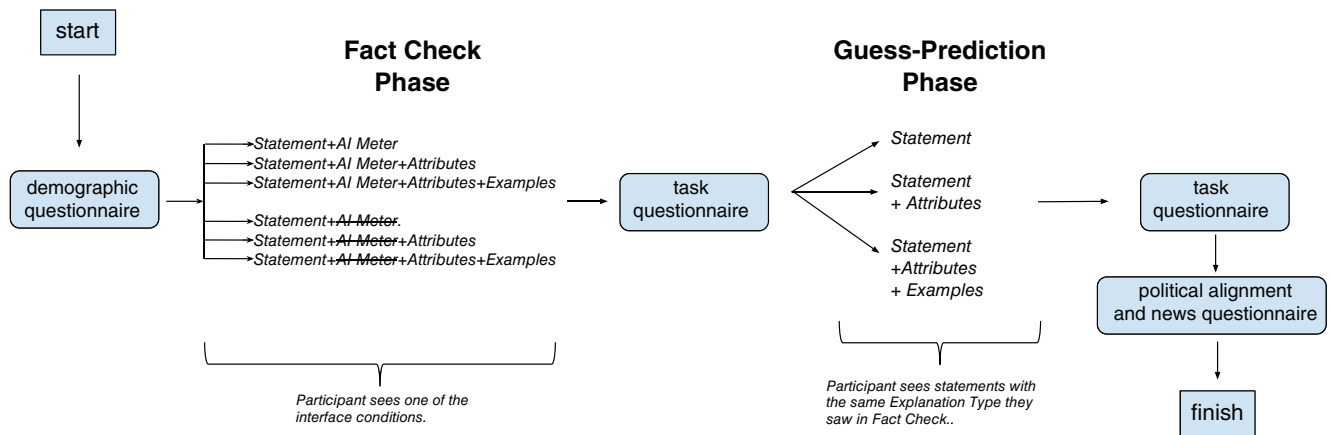 start
Fact Check
Phase
Guess-Prediction
Phase
demographic
questionnaire
Statement+AI Meter
Statement+AI Meter+Attributes
Statement+AI Meter+Attributes+Examples
Statement+AI Meter.
Statement+AI Meter+Attributes
Statement+AI Meter+Attributes+Examples
Participant sees one of the
interface conditions.
task
questionnaire
Statement
Statement
+ Attributes
Statement
+Attributes
+ Examples
Participant sees statements with
the same Explanation Type they
saw in Fact Check..
task
questionnaire
political alignment
and news questionnaire
finish